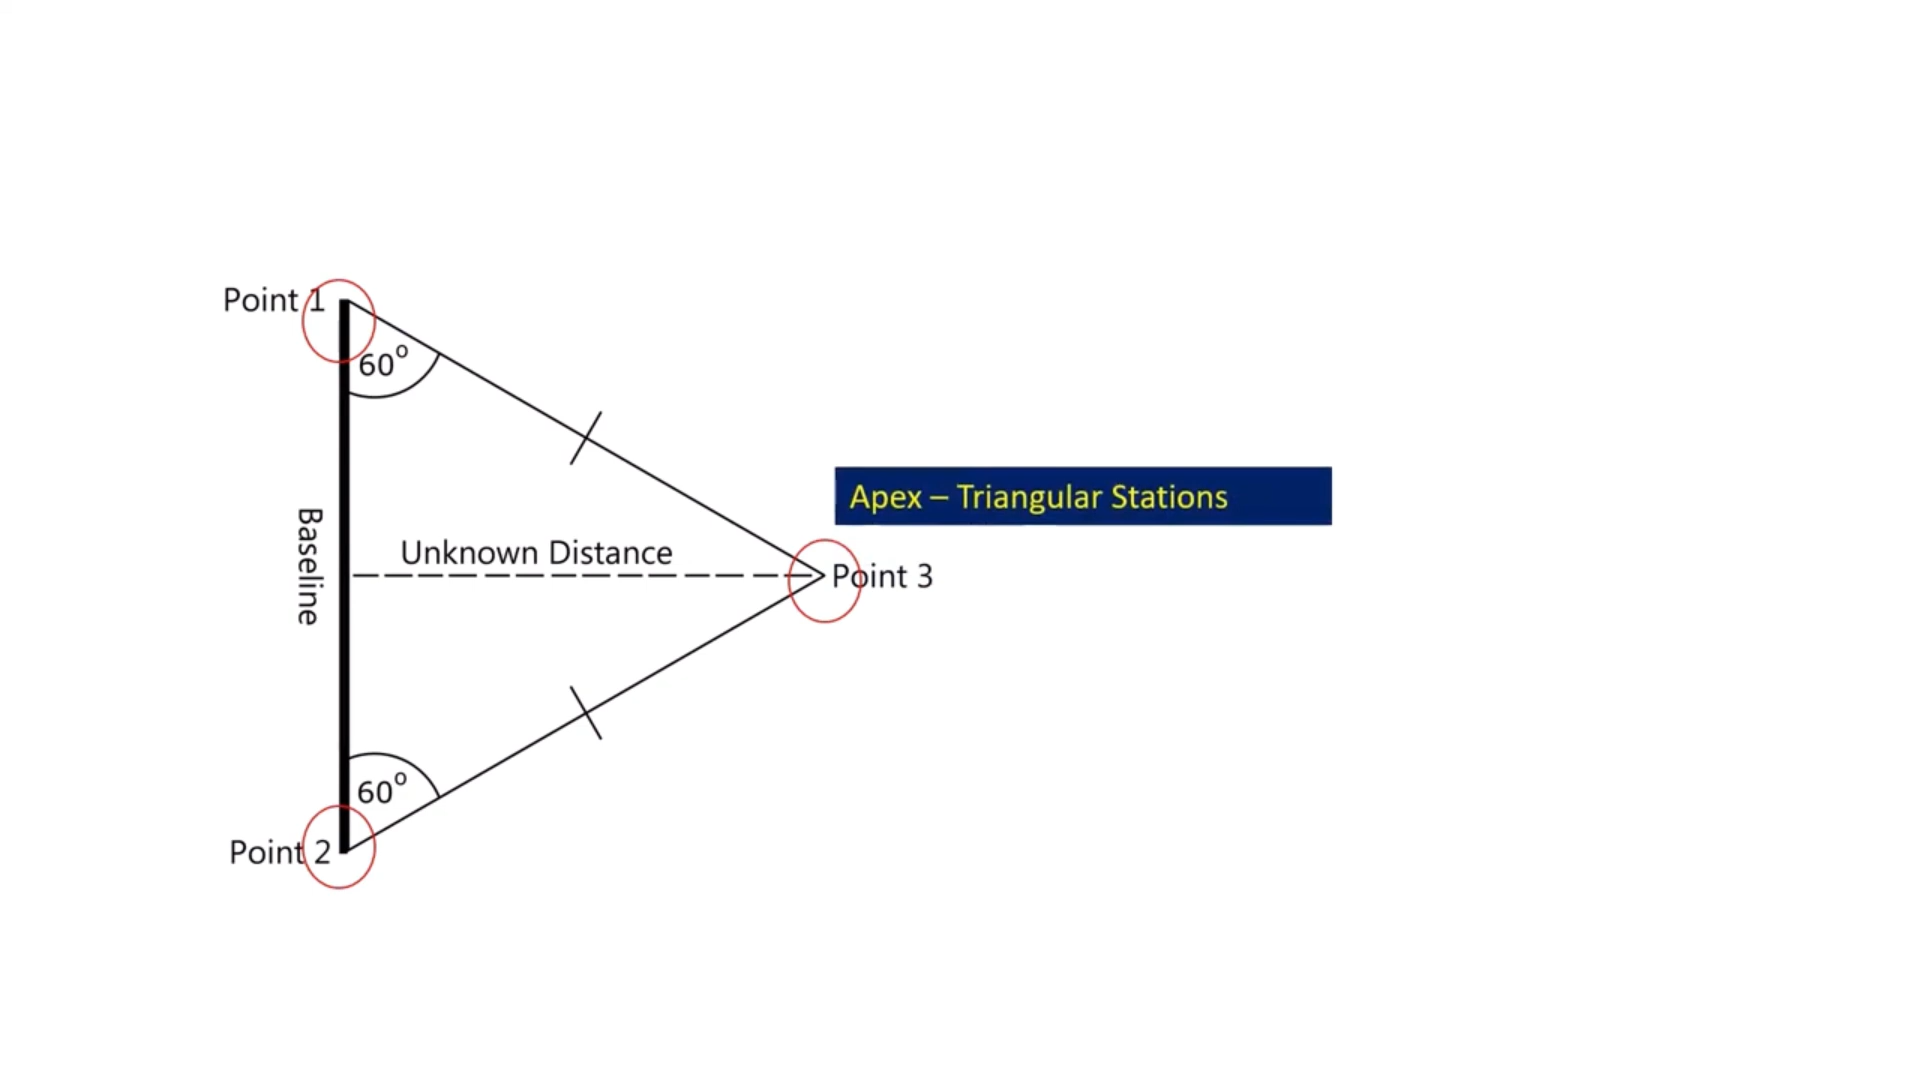 Point 1
60°
Apex – Triangular Stations
Baseline
Unknown Distance
Point 3
60°
Point 2